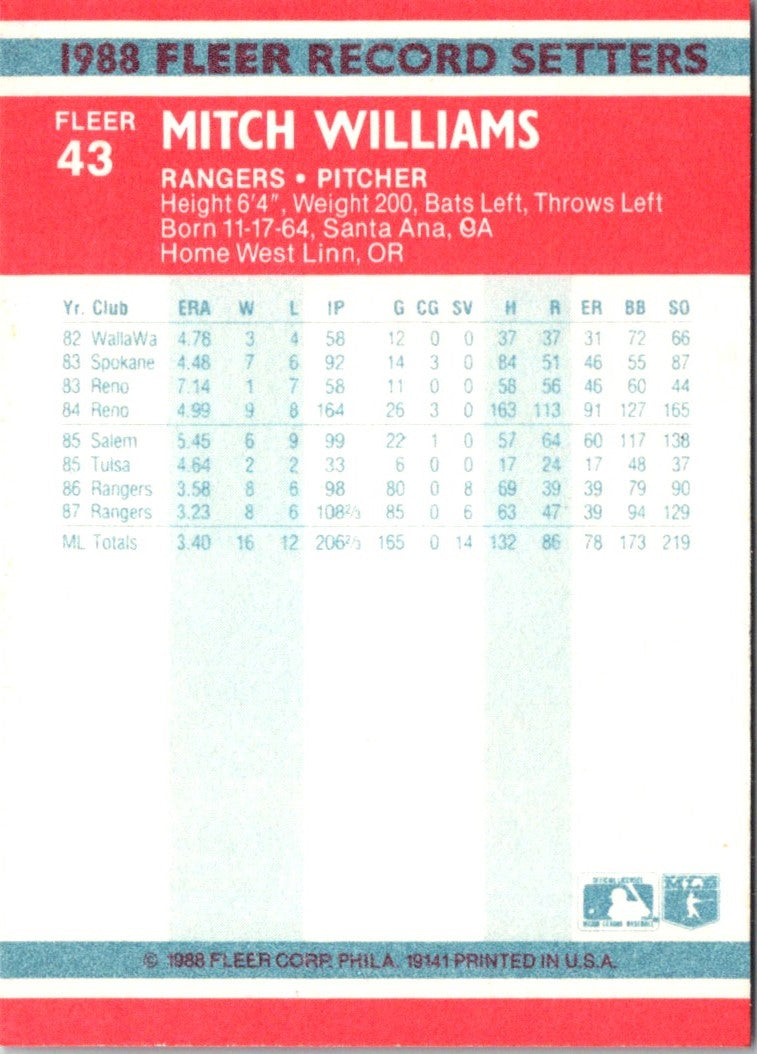 1988 FLEER RECORD SETTERS
FLEER 43
MITCH WILLIAMS
RANGERS • PITCHER
Height 6'4", Weight 200, Bats Left, Throws Left
Born 11-17-64, Santa Ana, CA
Home West Linn, OR
Yr. Club ERA W L IP G CG SV H R ER BB SO
82 WallaWa 4.78 3 4 58 12 0 0 37 37 31 72 66
83 Spokane 4.48 7 6 92 14 3 0 84 51 46 55 87
83 Reno 7.14 1 7 58 11 0 0 58 56 46 60 44
84 Reno 4.99 9 8 164 26 3 0 163 113 91 127 165
85 Salem 5.45 6 9 99 22 1 0 57 64 60 117 138
85 Tulsa 4.64 2 2 33 6 0 0 17 24 17 48 37
86 Rangers 3.58 8 6 98 80 0 8 69 39 39 79 90
87 Rangers 3.23 8 6 108⅔ 85 0 6 63 47 39 94 129
ML Totals 3.40 16 12 206⅔ 165 0 14 132 86 78 173 219
© 1988 FLEER CORP. PHILA. 19141 PRINTED IN U.S.A.